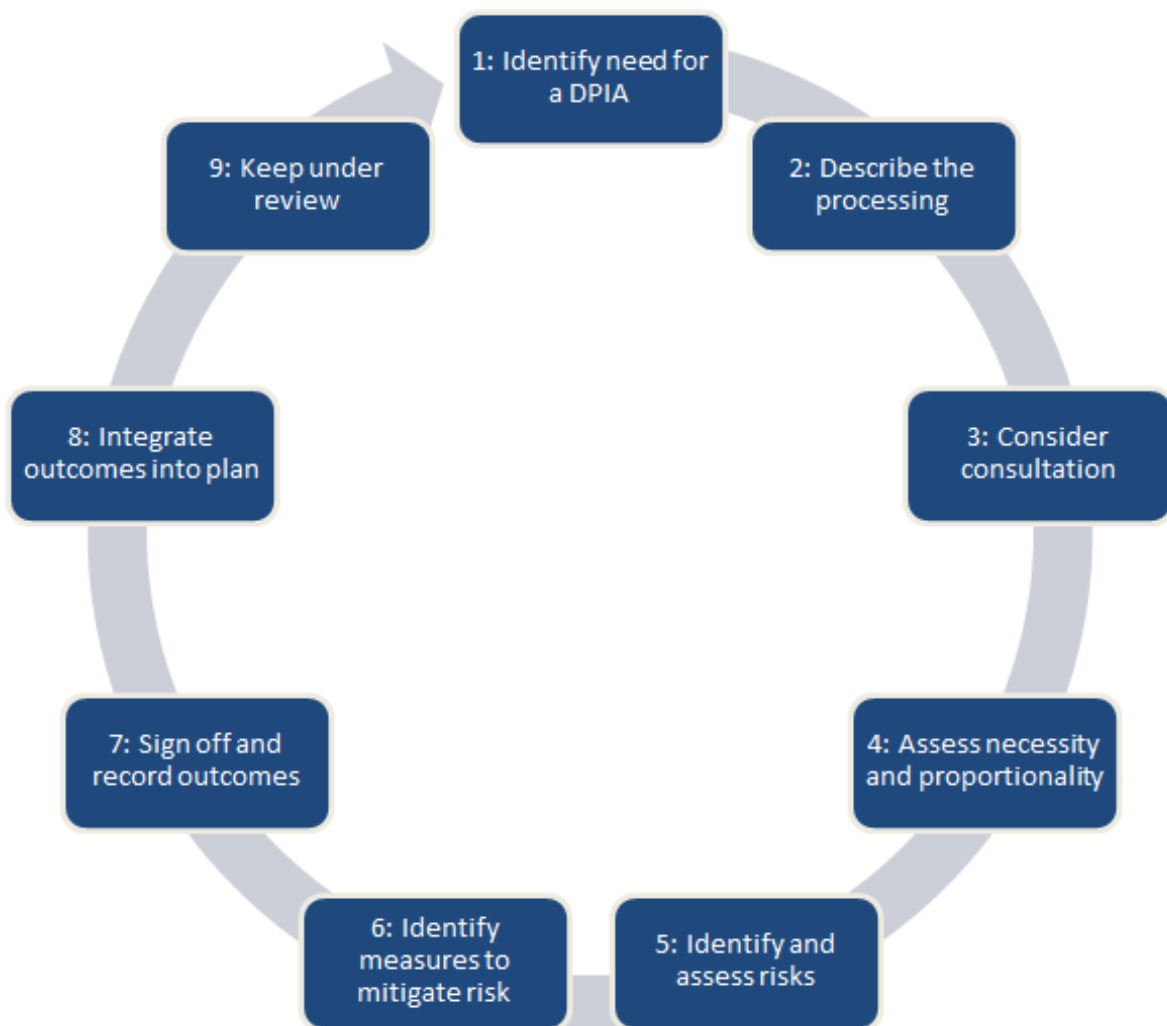 1: Identify need for
a DPIA
2: Describe the
processing
3: Consider
consultation
4: Assess necessity
and proportionality
5: Identify and
assess risks
6: Identify
measures to
mitigate risk
7: Sign off and
record outcomes
8: Integrate
outcomes into plan
9: Keep under
review